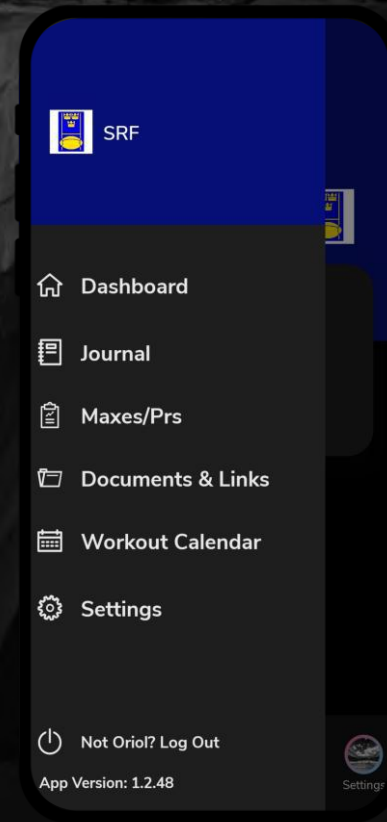 SRF
Dashboard
Journal
Maxes/Prs
Documents & Links
Workout Calendar
Settings
Not Oriol? Log Out
App Version: 1.2.48
Settings